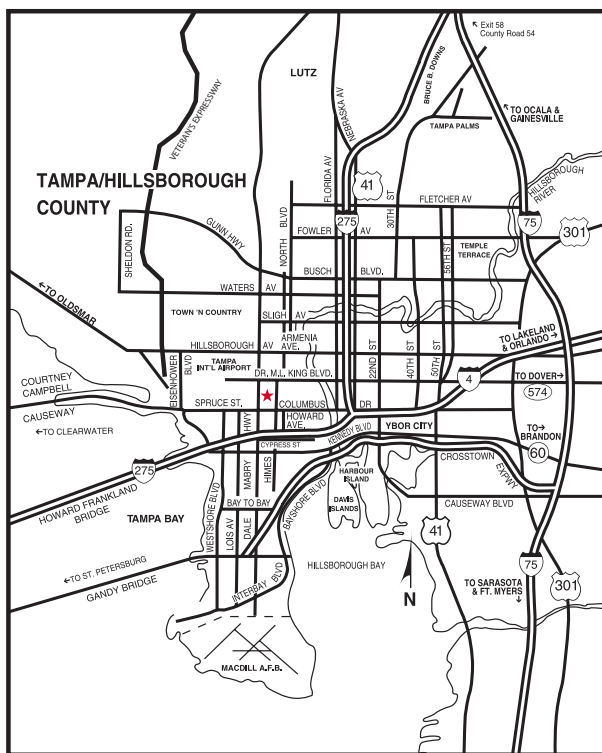 Exit 58
County Road 54
LUTZ
VETERAN'S EXPRESSWAY
NEBRASKA AV
BRUCE B. DOWNS
TAMPA PALMS
TO OCALA &
GAINESVILLE
TAMPA/HILLSBOROUGH
COUNTY
FLORIDA AV
41
30TH ST
HILLSBOROUGH
RIVER
FLETCHER AV
275
75
301
SHELDON RD.
GUNN HWY
NORTH BLVD
FOWLER AV
56TH ST
TEMPLE
TERRACE
BUSCH BLVD.
WATERS AV
TO OLDSMAR
TOWN 'N COUNTRY
SLIGH AV
ARMENIA
AVE.
HILLSBOROUGH AV
22ND ST
40TH ST
50TH ST
TO LAKELAND
& ORLANDO
EISENHOWER BLVD
TAMPA
INT'L AIRPORT
DR. M.L. KING BLVD.
4
TO DOVER
574
COURTNEY
CAMPBELL
CAUSEWAY
SPRUCE ST.
COLUMBUS DR
HOWARD
AVE.
TO CLEARWATER
CYPRESS ST
KENNEDY BLVD
YBOR CITY
TO
BRANDON
60
275
HOWARD FRANKLAND
BRIDGE
DALE MABRY HWY
HIMES
CROSSTOWN EXPWY
HARBOUR
ISLAND
DAVIS
ISLANDS
BAYSHORE BLVD
BAY TO BAY
CAUSEWAY BLVD
TAMPA BAY
WESTSHORE BLVD
LOIS AV
41
TO ST. PETERSBURG
GANDY BRIDGE
HILLSBOROUGH BAY
INTERBAY BLVD
N
75
301
TO SARASOTA
& FT. MYERS
MACDILL A.F.B.